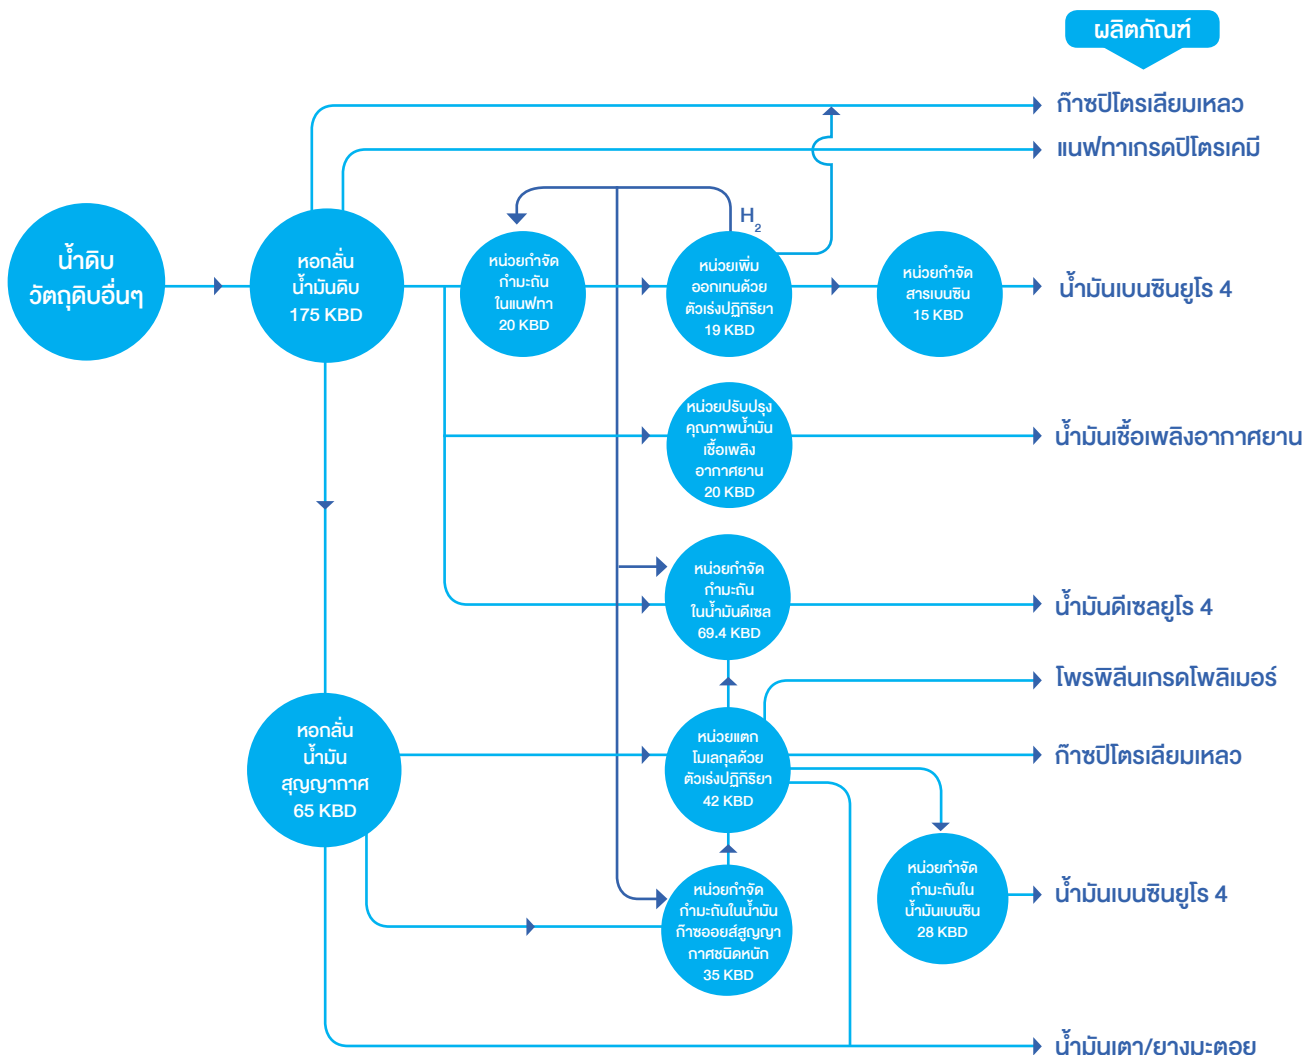 ผลิตภัณฑ์
ก๊าซปิโตรเลียมเหลว
แนฟทาเกรดปิโตรเคมี
น้ำดิบ
วัตถุดิบอื่นๆ
หอกลั่น
น้ำมันดิบ
175 KBD
หน่วยกำจัด
กำมะถัน
ในแนฟทา
20 KBD
H2
หน่วยเพิ่ม
ออกเทนด้วย
ตัวเร่งปฏิกิริยา
19 KBD
หน่วยกำจัด
สารเบนซิน
15 KBD
น้ำมันเบนซินยูโร 4
หน่วยปรับปรุง
คุณภาพน้ำมัน
เชื้อเพลิง
อากาศยาน
20 KBD
น้ำมันเชื้อเพลิงอากาศยาน
หน่วยกำจัด
กำมะถัน
ในน้ำมันดีเซล
69.4 KBD
น้ำมันดีเซลยูโร 4
โพรพิลีนเกรดโพลิเมอร์
หอกลั่น
น้ำมัน
สุญญากาศ
65 KBD
หน่วยแตก
โมเลกุลด้วย
ตัวเร่งปฏิกิริยา
42 KBD
ก๊าซปิโตรเลียมเหลว
หน่วยกำจัด
กำมะถันในน้ำมัน
ก๊าซออยส์สูญญา
กาศชนิดหนัก
35 KBD
หน่วยกำจัด
กำมะถันใน
น้ำมันเบนซิน
28 KBD
น้ำมันเบนซินยูโร 4
น้ำมันเตา/ยางมะตอย